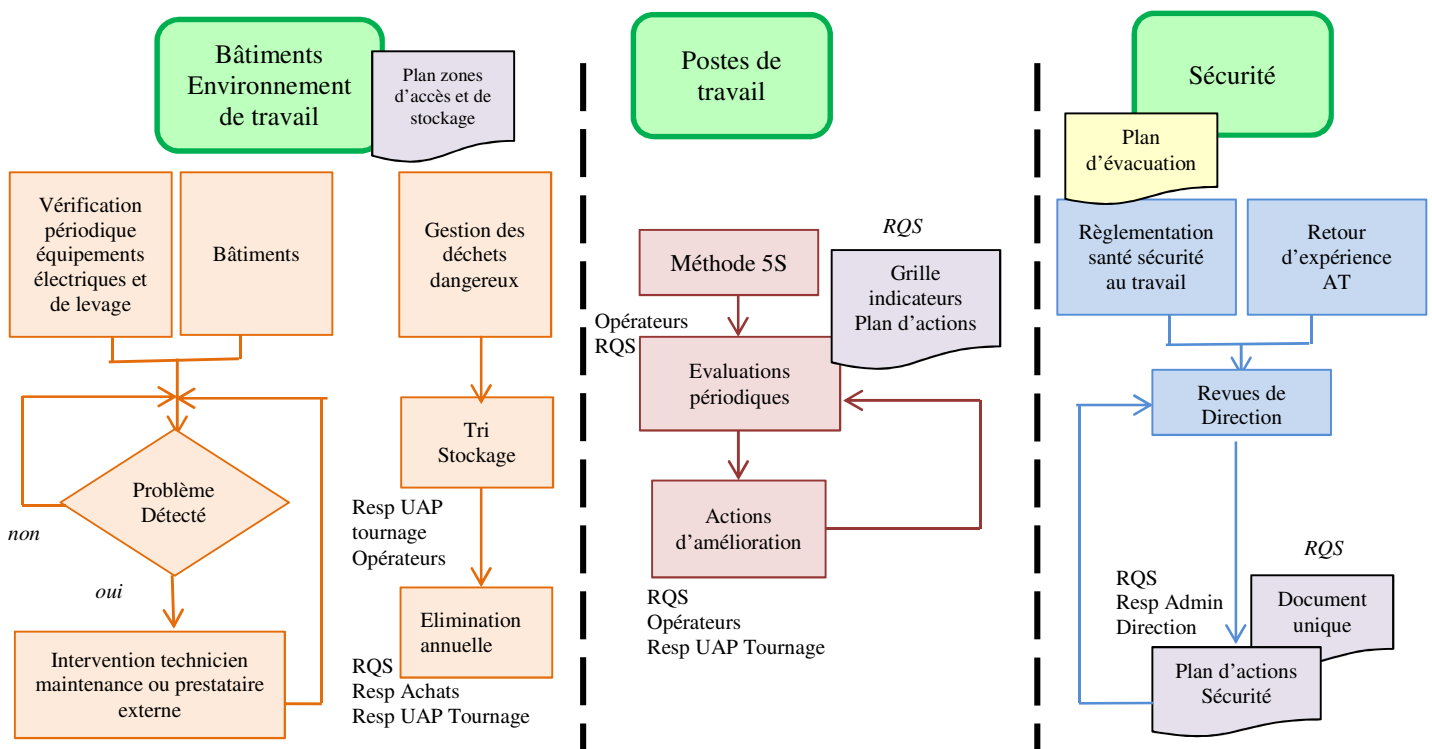 Bâtiments
Environnement
de travail
Plan zones
d’accès et de
stockage
Vérification
périodique
équipements
électriques et
de levage
Bâtiments
Gestion des
déchets
dangereux
Problème
Détecté
non
oui
Intervention technicien
maintenance ou prestataire
externe
Tri
Stockage
Resp UAP
tournage
Opérateurs
Elimination
annuelle
RQS
Resp Achats
Resp UAP Tournage
Postes de
travail
Méthode 5S
RQS
Grille
indicateurs
Plan d’actions
Opérateurs
RQS
Evaluations
périodiques
Actions
d’amélioration
RQS
Opérateurs
Resp UAP Tournage
Sécurité
Plan
d’évacuation
Règlementation
santé sécurité
au travail
Retour
d’expérience
AT
Revues de
Direction
RQS
Resp Admin
Direction
RQS
Document
unique
Plan d’actions
Sécurité